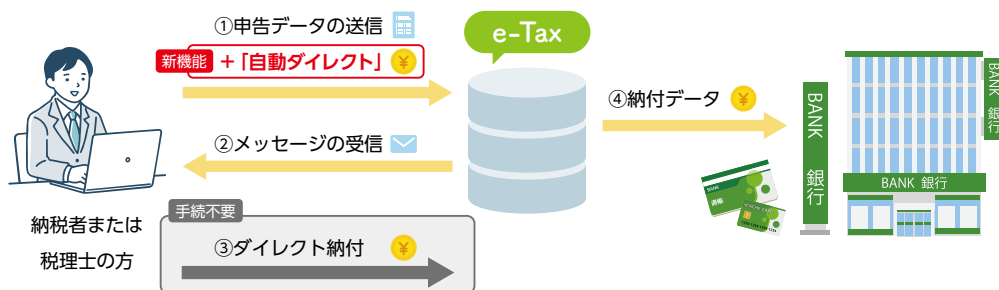 ①申告データの送信
新機能 +「自動ダイレクト」 ¥
e-Tax
②メッセージの受信
手続不要
③ダイレクト納付 ¥
納税者または
税理士の方
④納付データ ¥
BANK 銀行
BANK 銀行
BANK 銀行
BANK
通帳